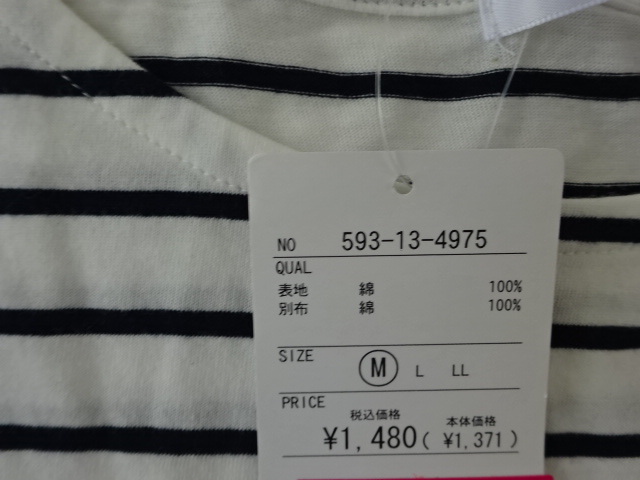 NO 593-13-4975
QUAL
表地 綿 100%
別布 綿 100%
SIZE M L LL
PRICE
税込価格 本体価格
¥1,480( ¥1,371 )